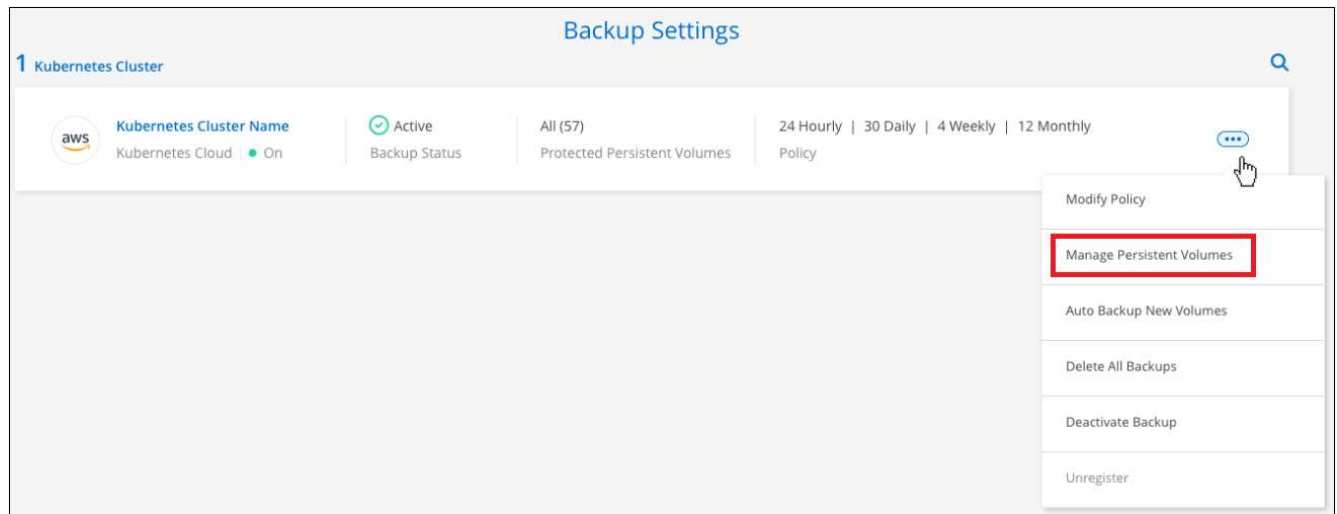 Backup Settings
1 Kubernetes Cluster
aws
Kubernetes Cluster Name
Kubernetes Cloud | On
Active
Backup Status
All (57)
Protected Persistent Volumes
24 Hourly | 30 Daily | 4 Weekly | 12 Monthly
Policy
Modify Policy
Manage Persistent Volumes
Auto Backup New Volumes
Delete All Backups
Deactivate Backup
Unregister